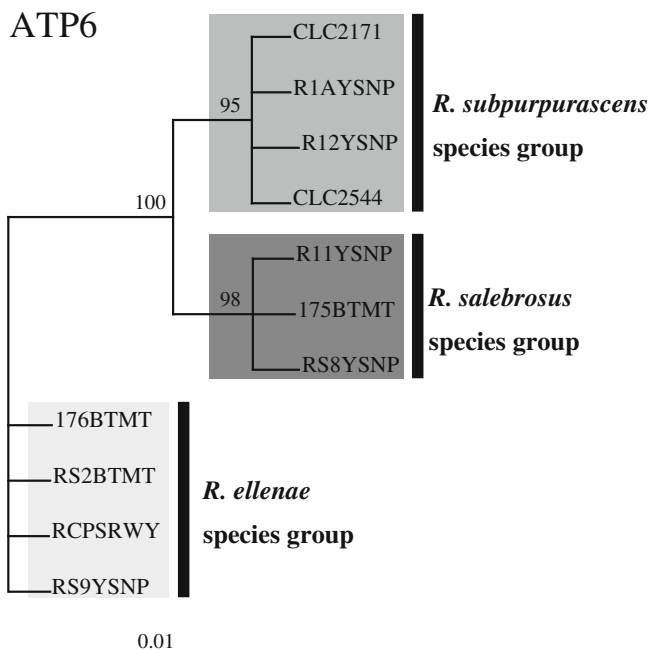 ATP6
CLC2171
R1AYSNP
R12YSNP
CLC2544
95
R. subpurpurascens
species group
100
R11YSNP
175BTMT
RS8YSNP
98
R. salebrosus
species group
176BTMT
RS2BTMT
RCPSRWY
RS9YSNP
R. ellenae
species group
0.01